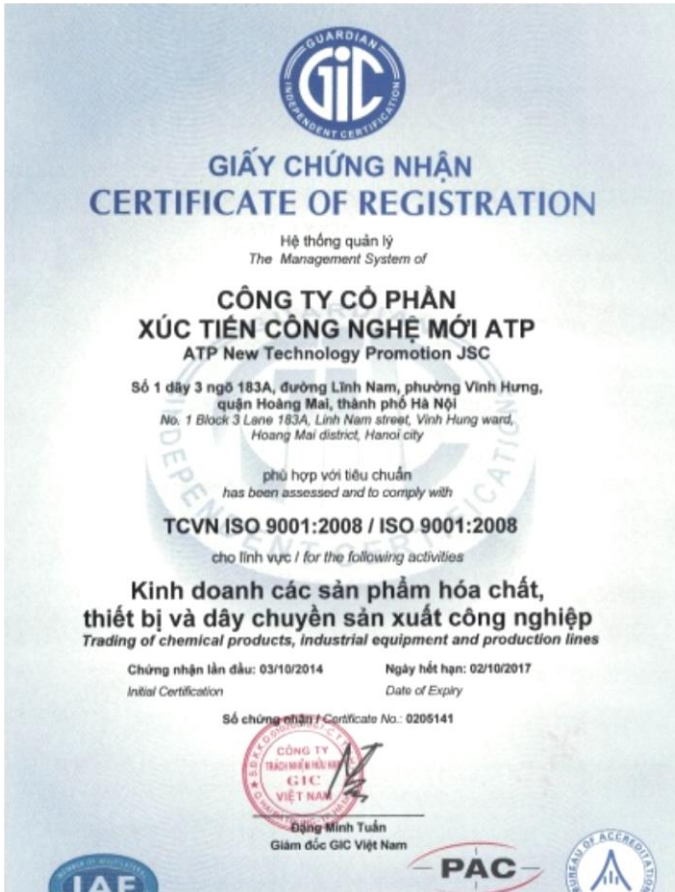 GUARDIAN
GIC
INDEPENDENT CERTIFICATION
GIẤY CHỨNG NHẬN
CERTIFICATE OF REGISTRATION
Hệ thống quản lý
The Management System of
CÔNG TY CỔ PHẦN
XÚC TIẾN CÔNG NGHỆ MỚI ATP
ATP New Technology Promotion JSC
Số 1 dãy 3 ngõ 183A, đường Lĩnh Nam, phường Vĩnh Hưng,
quận Hoàng Mai, thành phố Hà Nội
No. 1 Block 3 Lane 183A, Linh Nam street, Vinh Hung ward,
Hoang Mai district, Hanoi city
phù hợp với tiêu chuẩn
has been assessed and to comply with
TCVN ISO 9001:2008 / ISO 9001:2008
cho lĩnh vực / for the following activities
Kinh doanh các sản phẩm hóa chất,
thiết bị và dây chuyền sản xuất công nghiệp
Trading of chemical products, industrial equipment and production lines
Chứng nhận lần đầu: 03/10/2014 Ngày hết hạn: 02/10/2017
Initial Certification Date of Expiry
Số chứng nhận / Certificate No.: 0205141
CÔNG TY
TRÁCH NHIỆM HỮU HẠN
GIC
VIỆT NAM
Đặng Minh Tuấn
Giám đốc GIC Việt Nam
IAF
PAC
BUREAU OF ACCREDITATION